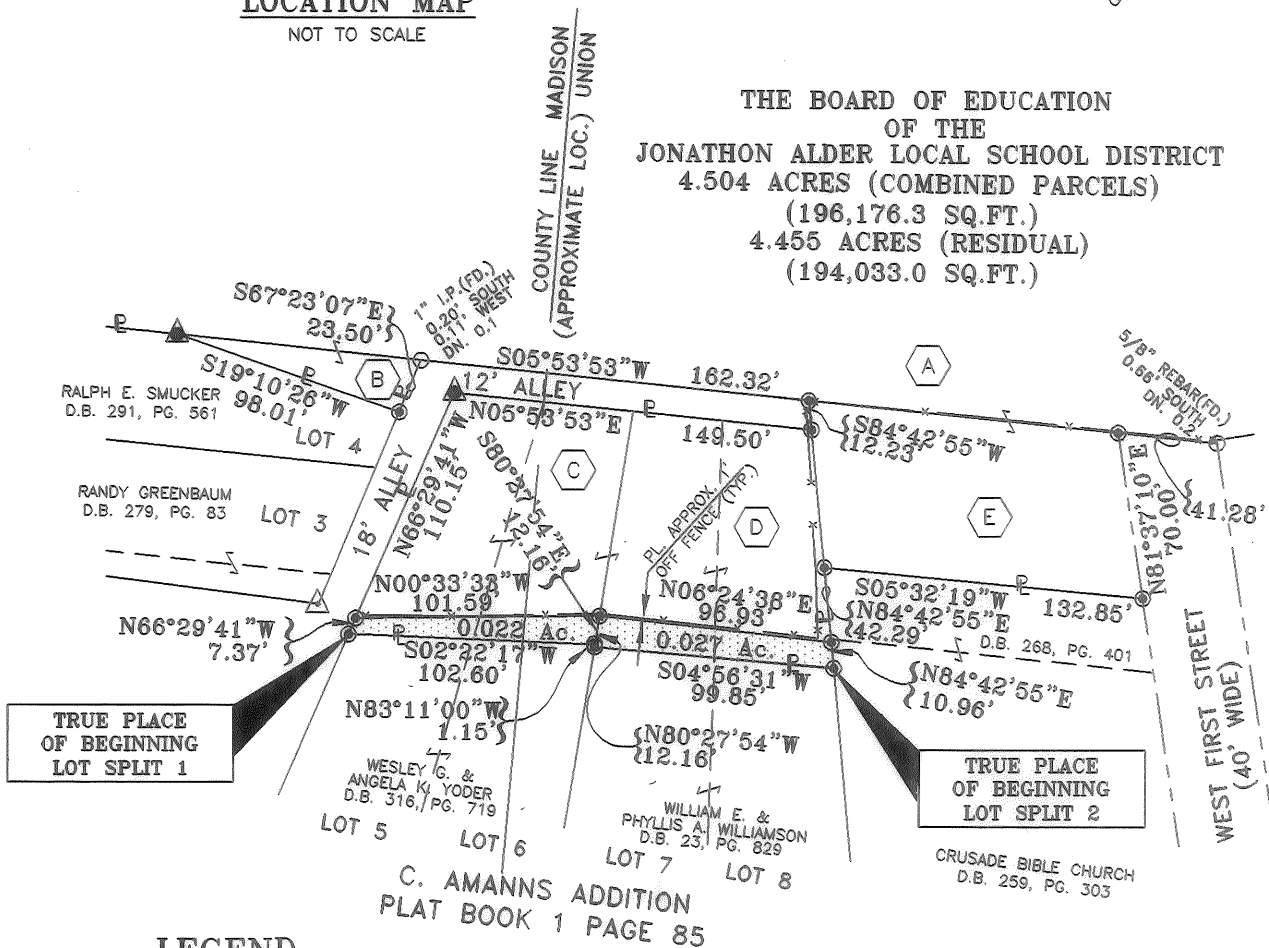 LOCATION MAP
NOT TO SCALE
COUNTY LINE MADISON
(APPROXIMATE LOC.) UNION
THE BOARD OF EDUCATION
OF THE
JONATHON ALDER LOCAL SCHOOL DISTRICT
4.504 ACRES (COMBINED PARCELS)
(196,176.3 SQ.FT.)
4.455 ACRES (RESIDUAL)
(194,033.0 SQ.FT.)
S67°23'07"E
23.50'
1" I.P.(FD.)
0.20' SOUTH
0.11' WEST
DN. 0.1
S05°53'53"W 162.32'
A
5/8" REBAR(FD.)
0.66' SOUTH
DN. 0.2'
B
12' ALLEY
S19°10'26"W
98.01'
RALPH E. SMUCKER
D.B. 291, PG. 561
LOT 4
N05°53'53"E
149.50'
S84°42'55"W
12.23'
RANDY GREENBAUM
D.B. 279, PG. 83
LOT 3
18' ALLEY
N66°29'41"W
110.15'
S80°27'54"E
12.16'
C
PL. APPROX. 1'
OFF FENCE (TYP.)
D
E
N81°37'10"E
70.00'
41.28'
N00°33'33"W
101.59'
N06°24'38"E
96.93'
S05°32'19"W
132.85'
N66°29'41"W
7.37'
0.022 Ac.
0.027 Ac.
N84°42'55"E
42.29'
D.B. 268, PG. 401
S02°22'17"W
102.60'
S04°56'31"W
99.85'
N84°42'55"E
10.96'
WEST FIRST STREET
(40' WIDE)
TRUE PLACE
OF BEGINNING
LOT SPLIT 1
N83°11'00"W
1.15'
N80°27'54"W
12.16'
TRUE PLACE
OF BEGINNING
LOT SPLIT 2
WESLEY G. &
ANGELA K. YODER
D.B. 316, PG. 719
WILLIAM E. &
PHYLLIS A. WILLIAMSON
D.B. 23, PG. 829
LOT 5
LOT 6
LOT 7
LOT 8
CRUSADE BIBLE CHURCH
D.B. 259, PG. 303
C. AMANNS ADDITION
PLAT BOOK 1 PAGE 85
LEGEND